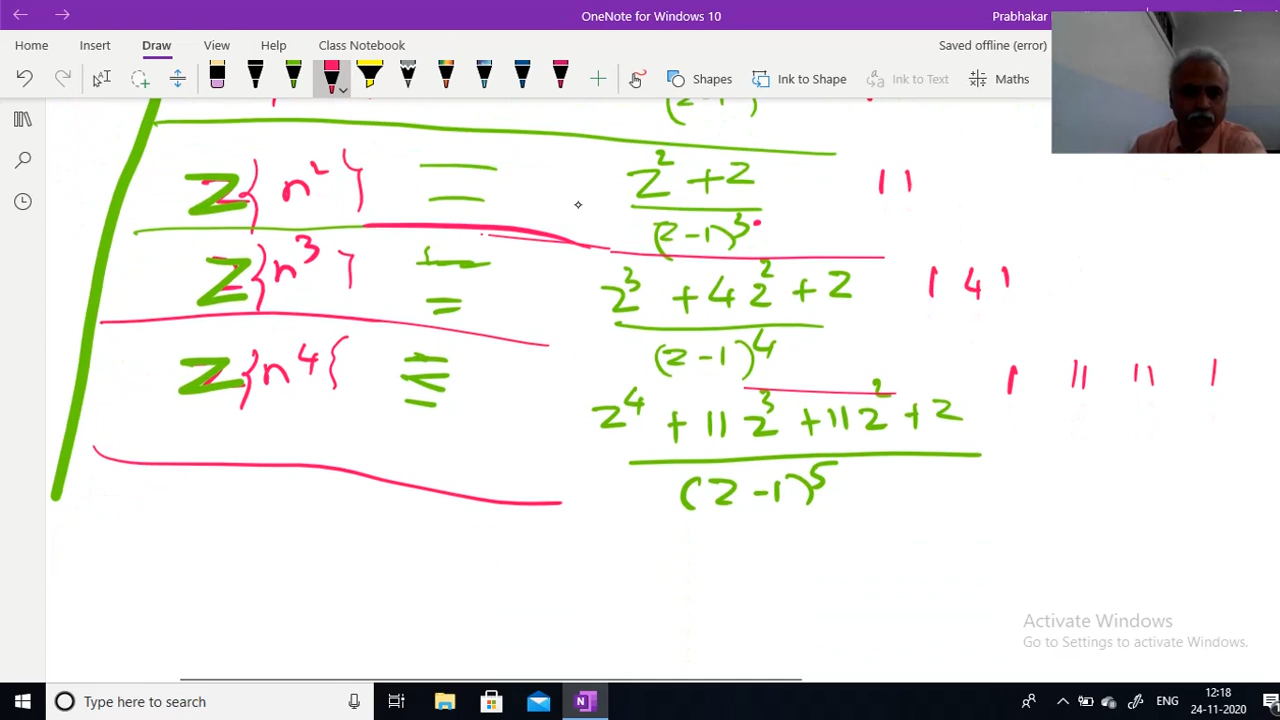 OneNote for Windows 10
Prabhakar
Home Insert Draw View Help Class Notebook
Saved offline (error)
Shapes Ink to Shape Ink to Text Maths
(z-1)
Z{n²} = z²+z 11
(z-1)³
Z{n³} = z³+4z²+z 1 4 1
(z-1)⁴
Z{n⁴{ = z⁴+11z³+11z²+z 1 11 11 1
(z-1)⁵
Activate Windows
Go to Settings to activate Windows.
Type here to search
ENG
12:18
24-11-2020